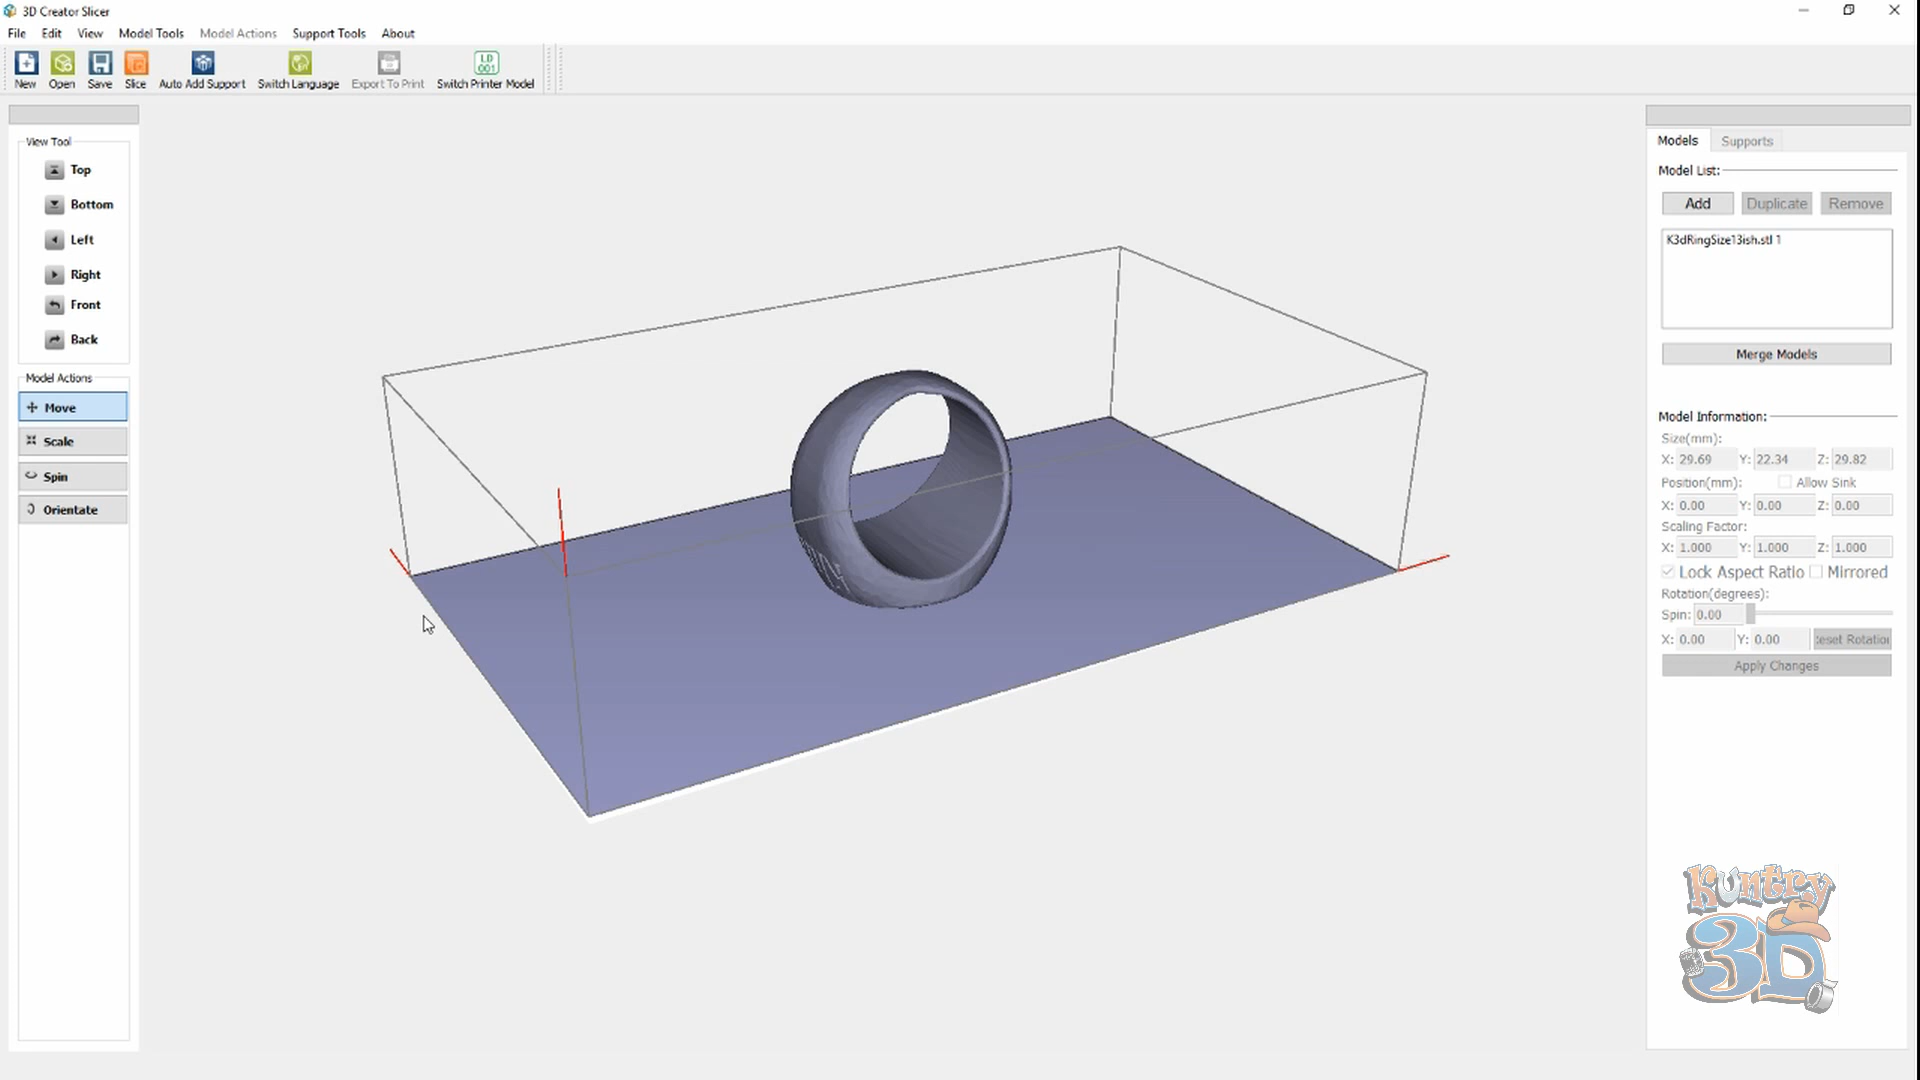 3D Creator Slicer
File Edit View Model Tools Model Actions Support Tools About
New Open Save Slice Auto Add Support Switch Language Export To Print LD 001 Switch Printer Model
View Tool
Top
Bottom
Left
Right
Front
Back
Model Actions
Move
Scale
Spin
Orientate
Models Supports
Model List:
Add Duplicate Remove
K3dRingSize13ish.stl 1
Merge Models
Model Information:
Size(mm):
X: 29.69 Y: 22.34 Z: 29.82
Position(mm): Allow Sink
X: 0.00 Y: 0.00 Z: 0.00
Scaling Factor:
X: 1.000 Y: 1.000 Z: 1.000
Lock Aspect Ratio Mirrored
Rotation(degrees):
Spin: 0.00
X: 0.00 Y: 0.00 eset Rotation
Apply Changes
Kuntry
3D